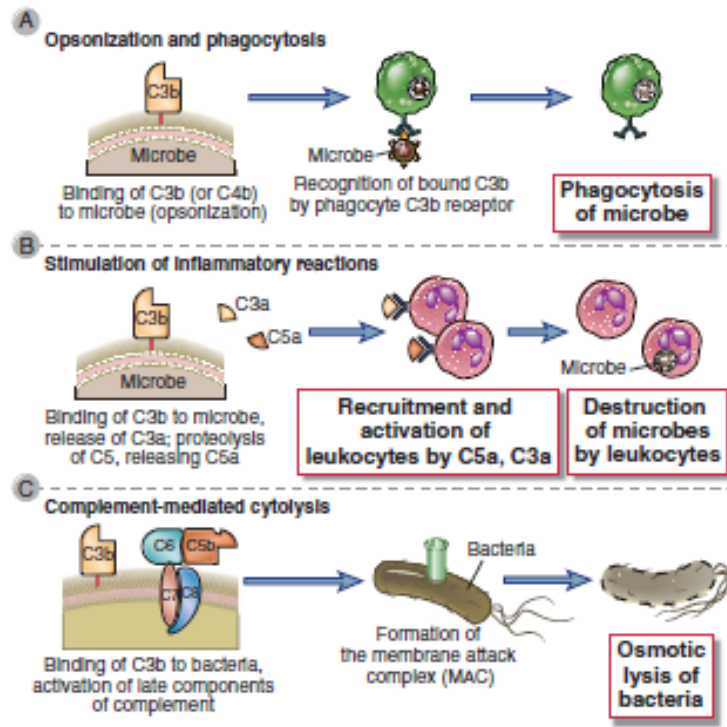 A
Opsonization and phagocytosis
C3b
Microbe
Binding of C3b (or C4b)
to microbe (opsonization)
Microbe
Recognition of bound C3b
by phagocyte C3b receptor
Phagocytosis
of microbe
B
Stimulation of inflammatory reactions
C3b
C3a
C5a
Microbe
Binding of C3b to microbe,
release of C3a; proteolysis
of C5, releasing C5a
Recruitment and
activation of
leukocytes by C5a, C3a
Microbe
Destruction
of microbes
by leukocytes
C
Complement-mediated cytolysis
C3b
C6
C5b
C7
C8
Binding of C3b to bacteria,
activation of late components
of complement
Bacteria
Formation of
the membrane attack
complex (MAC)
Osmotic
lysis of
bacteria